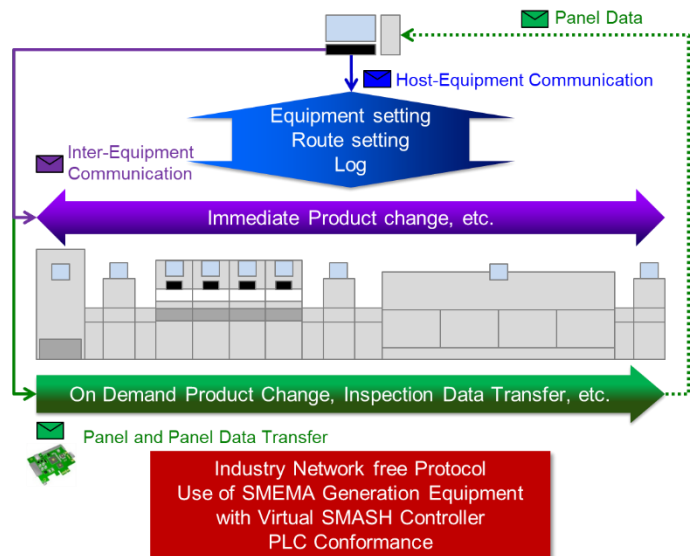 Panel Data
Host-Equipment Communication
Equipment setting
Route setting
Log
Inter-Equipment
Communication
Immediate Product change, etc.
On Demand Product Change, Inspection Data Transfer, etc.
Panel and Panel Data Transfer
Industry Network free Protocol
Use of SMEMA Generation Equipment
with Virtual SMASH Controller
PLC Conformance